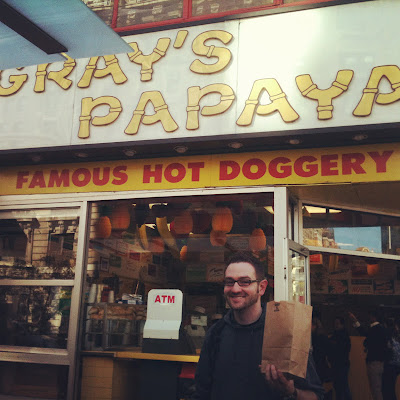 GRAY'S
PAPAYA
FAMOUS HOT DOGGERY
ATM